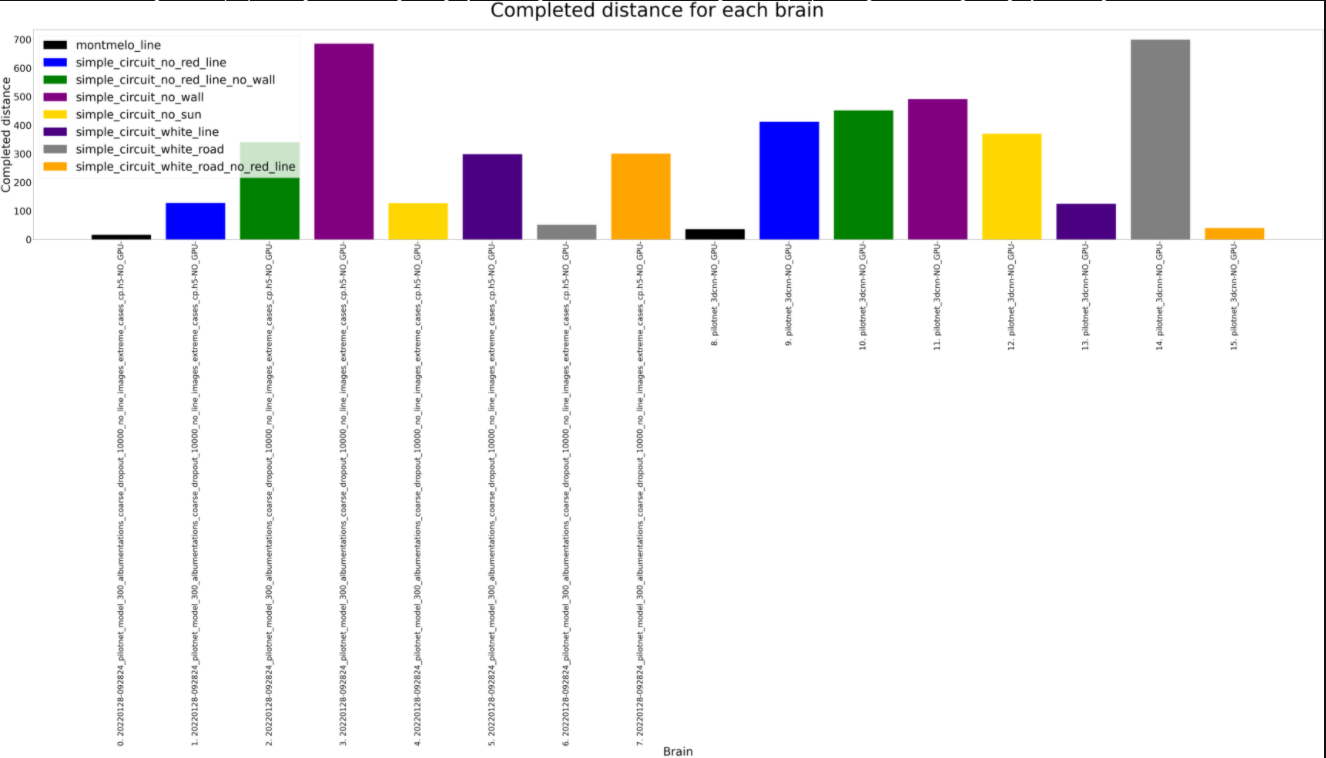 Completed distance for each brain
Completed distance
700
600
500
400
300
200
100
0
montmelo_line
simple_circuit_no_red_line
simple_circuit_no_red_line_no_wall
simple_circuit_no_wall
simple_circuit_no_sun
simple_circuit_white_line
simple_circuit_white_road
simple_circuit_white_road_no_red_line
0. 20220128-092824_pilotnet_model_300_albumentations_coarse_dropout_10000_no_line_images_extreme_cases_cp.h5-NO_GPU-
1. 20220128-092824_pilotnet_model_300_albumentations_coarse_dropout_10000_no_line_images_extreme_cases_cp.h5-NO_GPU-
2. 20220128-092824_pilotnet_model_300_albumentations_coarse_dropout_10000_no_line_images_extreme_cases_cp.h5-NO_GPU-
3. 20220128-092824_pilotnet_model_300_albumentations_coarse_dropout_10000_no_line_images_extreme_cases_cp.h5-NO_GPU-
4. 20220128-092824_pilotnet_model_300_albumentations_coarse_dropout_10000_no_line_images_extreme_cases_cp.h5-NO_GPU-
5. 20220128-092824_pilotnet_model_300_albumentations_coarse_dropout_10000_no_line_images_extreme_cases_cp.h5-NO_GPU-
6. 20220128-092824_pilotnet_model_300_albumentations_coarse_dropout_10000_no_line_images_extreme_cases_cp.h5-NO_GPU-
7. 20220128-092824_pilotnet_model_300_albumentations_coarse_dropout_10000_no_line_images_extreme_cases_cp.h5-NO_GPU-
8. pilotnet_3dcnn-NO_GPU-
9. pilotnet_3dcnn-NO_GPU-
10. pilotnet_3dcnn-NO_GPU-
11. pilotnet_3dcnn-NO_GPU-
12. pilotnet_3dcnn-NO_GPU-
13. pilotnet_3dcnn-NO_GPU-
14. pilotnet_3dcnn-NO_GPU-
15. pilotnet_3dcnn-NO_GPU-
Brain